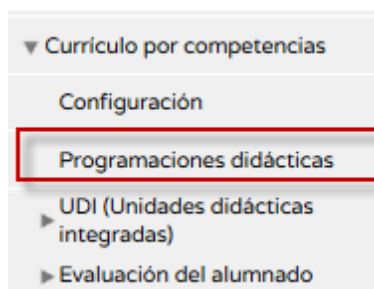 Currículo por competencias
Configuración
Programaciones didácticas
UDI (Unidades didácticas
integradas)
Evaluación del alumnado